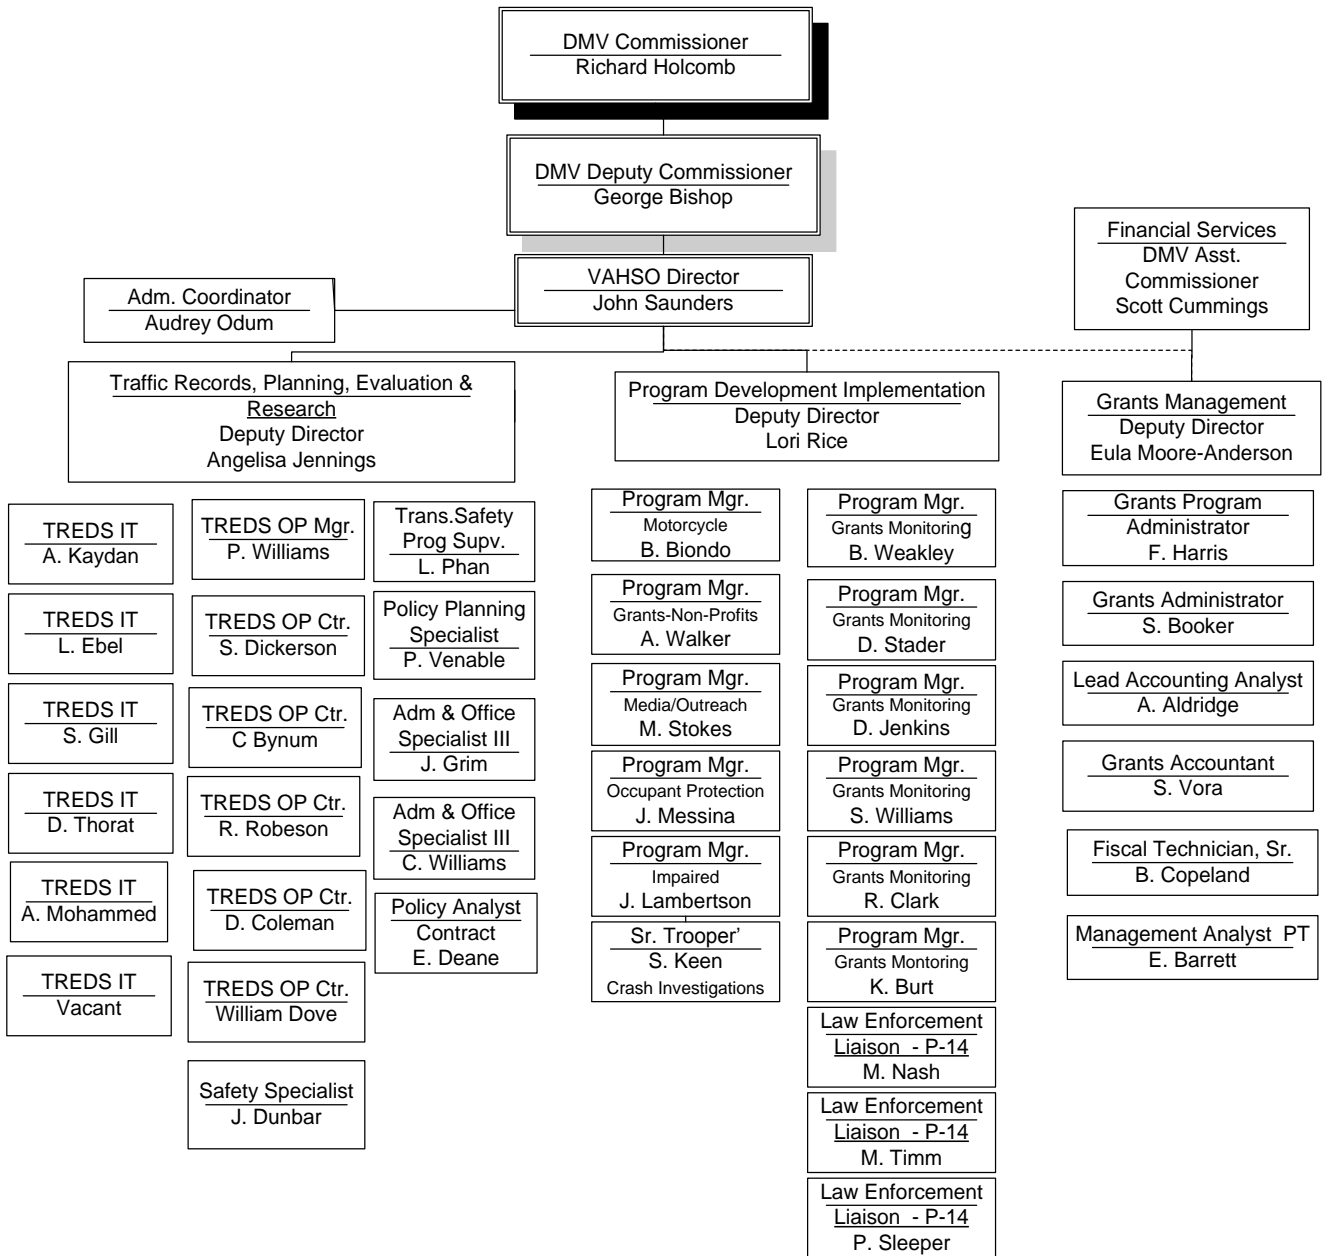 DMV Commissioner
Richard Holcomb
DMV Deputy Commissioner
George Bishop
Financial Services
DMV Asst.
Commissioner
Scott Cummings
VAHSO Director
John Saunders
Adm. Coordinator
Audrey Odum
Traffic Records, Planning, Evaluation &
Research
Deputy Director
Angelisa Jennings
Program Development Implementation
Deputy Director
Lori Rice
Grants Management
Deputy Director
Eula Moore-Anderson
TREDS IT
A. Kaydan
TREDS IT
L. Ebel
TREDS IT
S. Gill
TREDS IT
D. Thorat
TREDS IT
A. Mohammed
TREDS IT
Vacant
TREDS OP Mgr.
P. Williams
TREDS OP Ctr.
S. Dickerson
TREDS OP Ctr.
C Bynum
TREDS OP Ctr.
R. Robeson
TREDS OP Ctr.
D. Coleman
TREDS OP Ctr.
William Dove
Safety Specialist
J. Dunbar
Trans.Safety
Prog Supv.
L. Phan
Policy Planning
Specialist
P. Venable
Adm & Office
Specialist III
J. Grim
Adm & Office
Specialist III
C. Williams
Policy Analyst
Contract
E. Deane
Program Mgr.
Motorcycle
B. Biondo
Program Mgr.
Grants-Non-Profits
A. Walker
Program Mgr.
Media/Outreach
M. Stokes
Program Mgr.
Occupant Protection
J. Messina
Program Mgr.
Impaired
J. Lambertson
Sr. Trooper'
S. Keen
Crash Investigations
Program Mgr.
Grants Monitoring
B. Weakley
Program Mgr.
Grants Monitoring
D. Stader
Program Mgr.
Grants Monitoring
D. Jenkins
Program Mgr.
Grants Monitoring
S. Williams
Program Mgr.
Grants Monitoring
R. Clark
Program Mgr.
Grants Montoring
K. Burt
Law Enforcement
Liaison - P-14
M. Nash
Law Enforcement
Liaison - P-14
M. Timm
Law Enforcement
Liaison - P-14
P. Sleeper
Grants Program
Administrator
F. Harris
Grants Administrator
S. Booker
Lead Accounting Analyst
A. Aldridge
Grants Accountant
S. Vora
Fiscal Technician, Sr.
B. Copeland
Management Analyst PT
E. Barrett